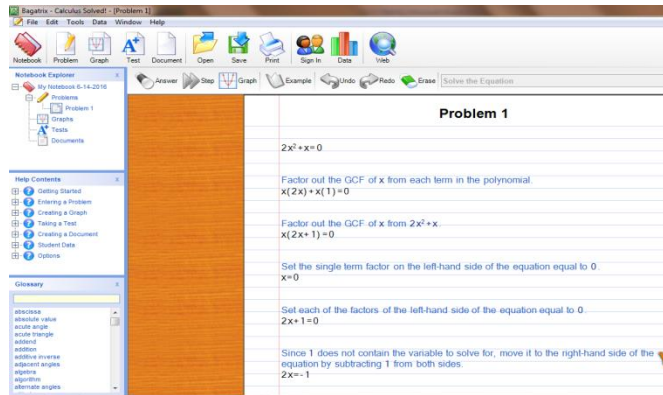 Bagatrix - Calculus Solved! - [Problem 1]
File Edit Tools Data Window Help
Notebook Problem Graph Test Document Open Save Print Sign In Data Web
Notebook Explorer x
My Notebook 6-14-2016
Problems
Problem 1
Graphs
Tests
Documents
Help Contents x
Getting Started
Entering a Problem
Creating a Graph
Taking a Test
Creating a Document
Student Data
Options
Glossary x
abscissa
absolute value
acute angle
acute triangle
addend
addition
additive inverse
adjacent angles
algebra
algorithm
alternate angles
Answer Step Graph Example Undo Redo Erase Solve the Equation
Problem 1
2x²+x=0
Factor out the GCF of x from each term in the polynomial.
x(2x)+x(1)=0
Factor out the GCF of x from 2x²+x.
x(2x+1)=0
Set the single term factor on the left-hand side of the equation equal to 0.
x=0
Set each of the factors of the left-hand side of the equation equal to 0.
2x+1=0
Since 1 does not contain the variable to solve for, move it to the right-hand side of the
equation by subtracting 1 from both sides.
2x=-1